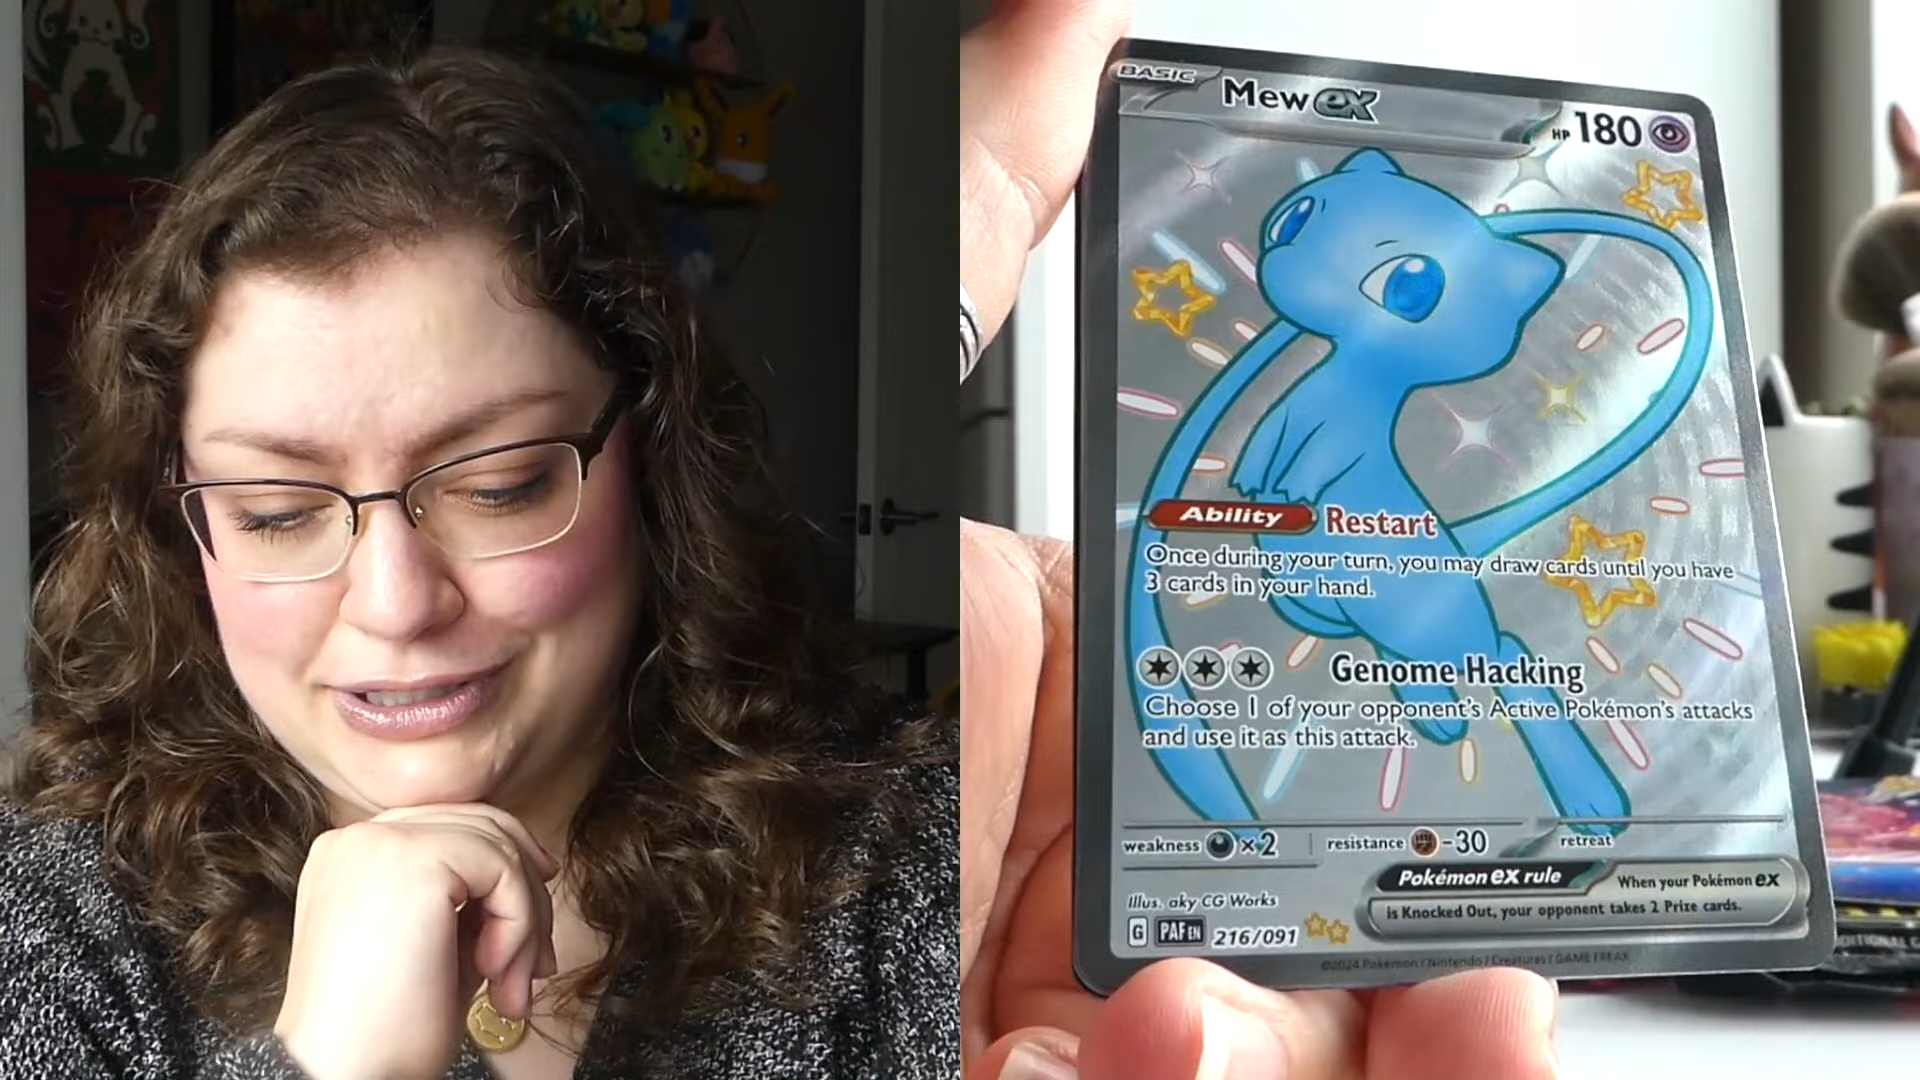 BASIC
Mew ex
HP 180
Ability Restart
Once during your turn, you may draw cards until you have
3 cards in your hand.
Genome Hacking
Choose 1 of your opponent's Active Pokémon's attacks
and use it as this attack.
weakness ×2 resistance -30 retreat
Pokémon ex rule When your Pokémon ex
is Knocked Out, your opponent takes 2 Prize cards.
Illus. aky CG Works
G PAF EN 216/091
©2024 Pokémon / Nintendo / Creatures / GAME FREAK